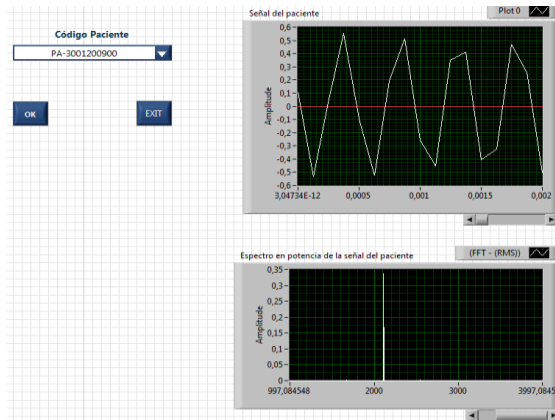 Código Paciente
PA-3001200900
OK
EXIT
Señal del paciente
Plot 0
Amplitude
0,6
0,5
0,4
0,3
0,2
0,1
0
-0,1
-0,2
-0,3
-0,4
-0,5
-0,6
3,04734E-12
0,0005
0,001
0,0015
0,002
Espectro en potencia de la señal del paciente
(FFT - (RMS))
Amplitude
0,35
0,3
0,25
0,2
0,15
0,1
0,05
0
997,084548
2000
3000
3997,0845